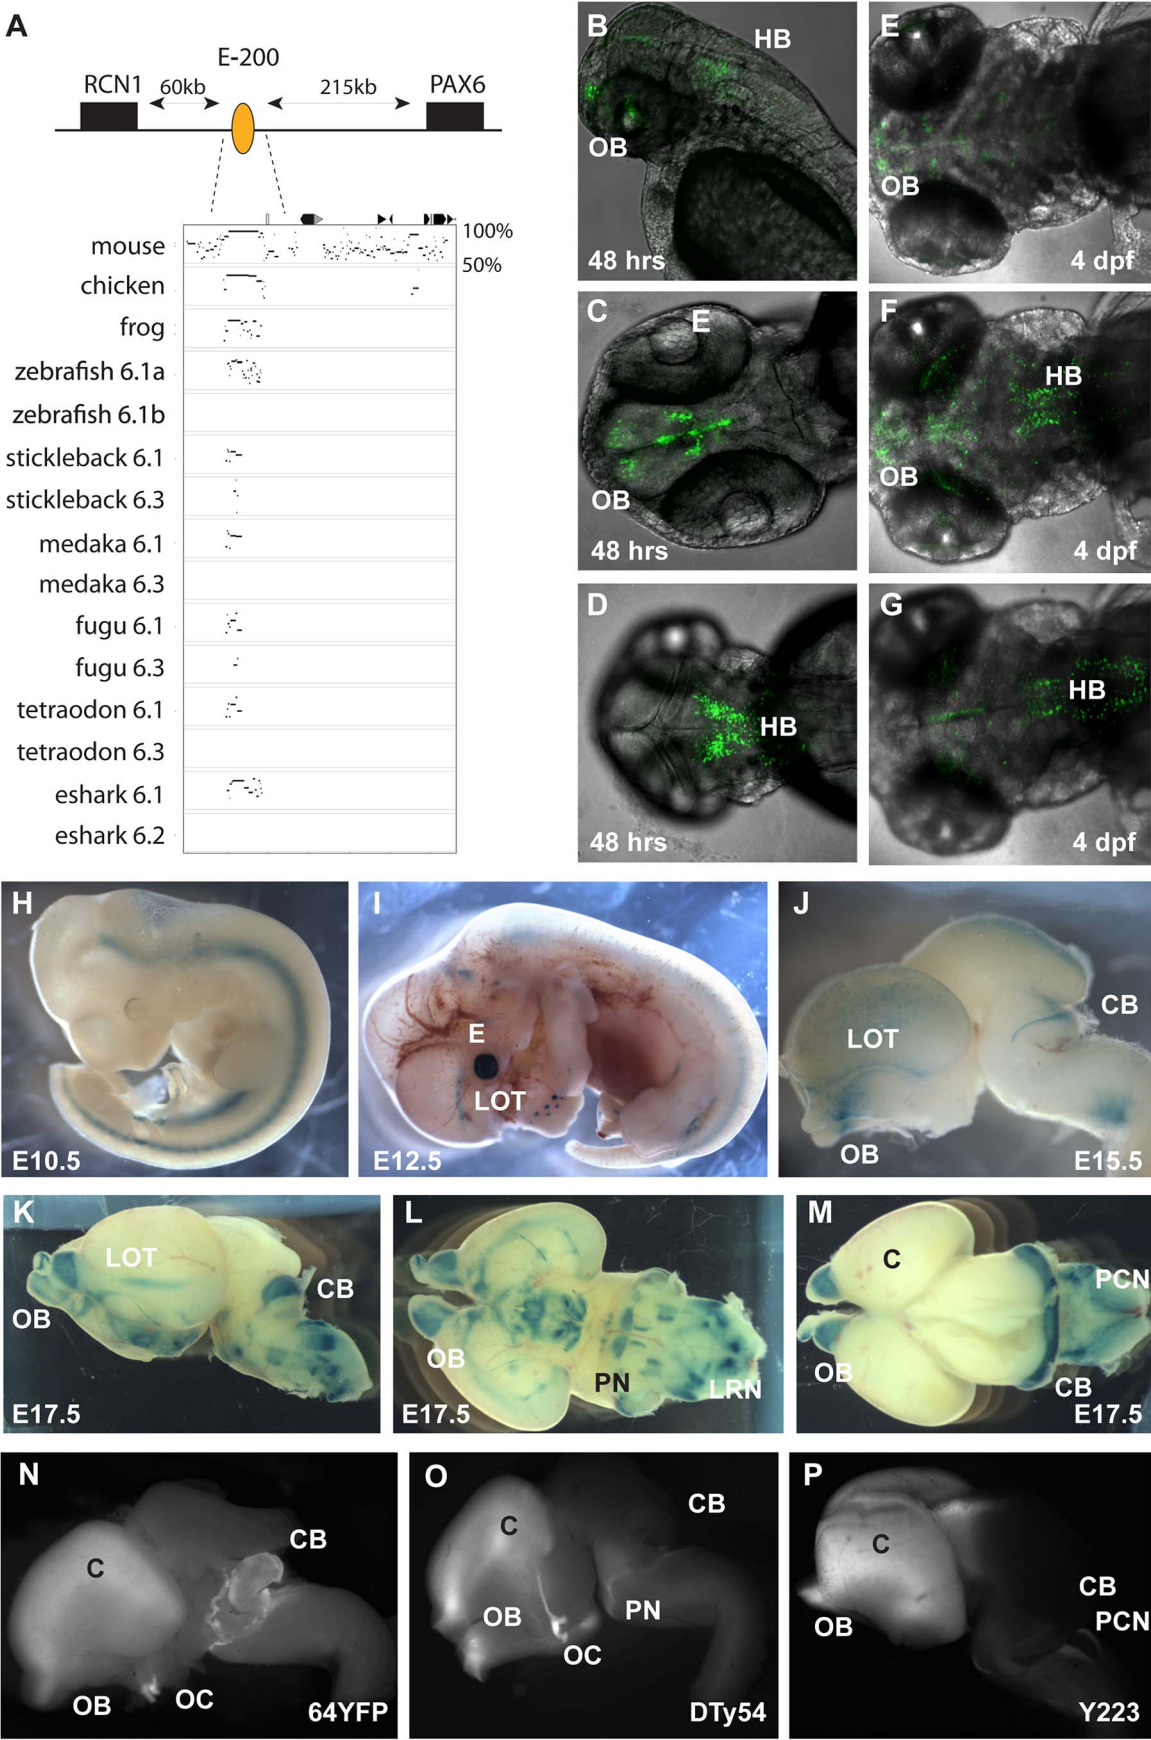 A
E-200
RCN1
60kb
215kb
PAX6
100%
50%
mouse
chicken
frog
zebrafish 6.1a
zebrafish 6.1b
stickleback 6.1
stickleback 6.3
medaka 6.1
medaka 6.3
fugu 6.1
fugu 6.3
tetraodon 6.1
tetraodon 6.3
eshark 6.1
eshark 6.2
B
HB
OB
48 hrs
E
OB
4 dpf
C
E
OB
48 hrs
F
HB
OB
4 dpf
D
HB
48 hrs
G
HB
4 dpf
H
E10.5
I
E
LOT
E12.5
J
CB
LOT
OB
E15.5
K
LOT
CB
OB
E17.5
L
OB
PN
LRN
E17.5
M
C
PCN
OB
CB
E17.5
N
CB
C
OB
OC
64YFP
O
CB
C
OB
PN
OC
DTy54
P
C
CB
PCN
OB
Y223